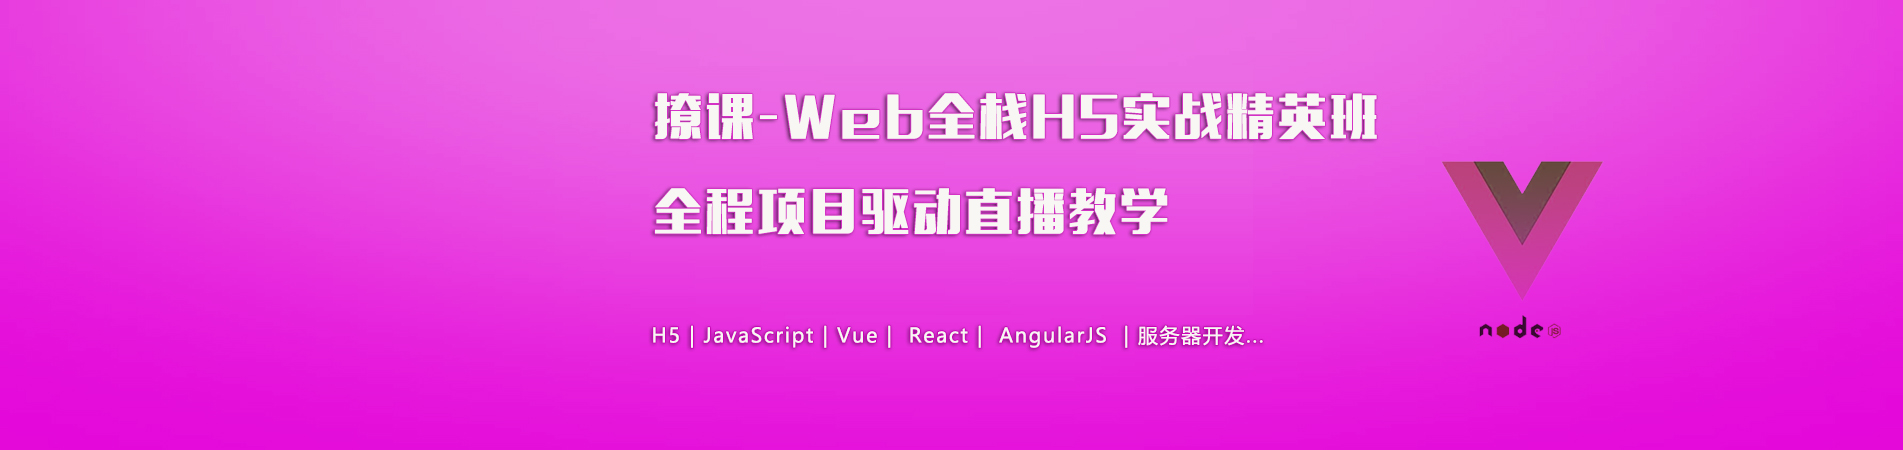 撩课-Web全栈H5实战精英班
全程项目驱动直播教学
H5 | JavaScript | Vue | React | AngularJS | 服务器开发...
node JS